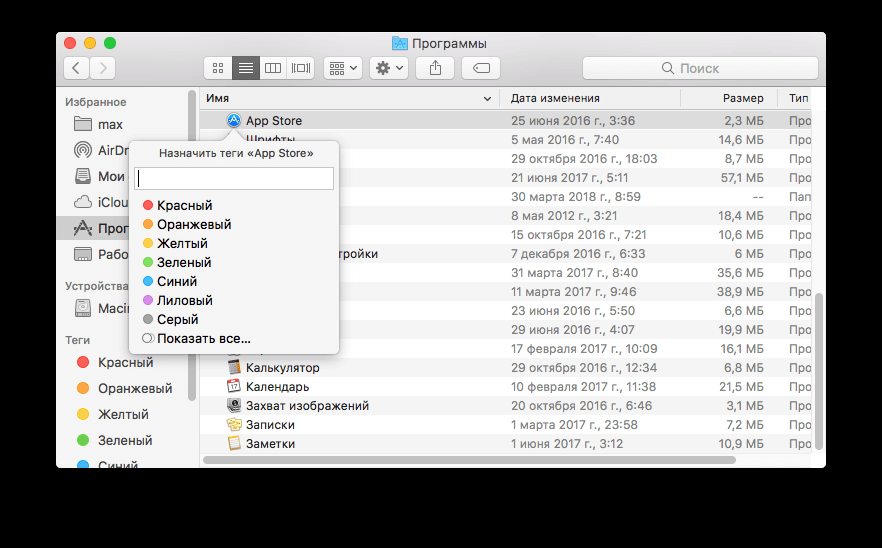 Программы
Поиск
Избранное
max
AirDr
Мои
iClou
Прог
Рабо
Устройства
Macin
Теги
Красный
Оранжевый
Желтый
Зеленый
Синий
Имя
Дата изменения
Размер
Тип
App Store
25 июня 2016 г., 3:36
2,3 МБ
Про
Шрифты
5 мая 2016 г., 7:40
14,6 МБ
Про
29 октября 2016 г., 18:03
8,7 МБ
Про
21 июня 2017 г., 5:11
57,1 МБ
Про
30 марта 2018 г., 8:59
--
Пап
8 мая 2012 г., 3:21
18,4 МБ
Про
15 октября 2016 г., 7:21
10,6 МБ
Про
тройки
7 декабря 2016 г., 6:33
6 МБ
Про
31 марта 2017 г., 8:40
35,6 МБ
Про
11 марта 2017 г., 9:46
38,9 МБ
Про
23 июня 2016 г., 5:50
6,6 МБ
Про
29 июня 2016 г., 4:07
19,9 МБ
Про
17 февраля 2017 г., 10:09
16,1 МБ
Про
Калькулятор
29 октября 2016 г., 12:34
6,8 МБ
Про
Календарь
10 февраля 2017 г., 11:38
21,5 МБ
Про
Захват изображений
20 октября 2016 г., 6:46
3,1 МБ
Про
Записки
1 марта 2017 г., 23:58
7,2 МБ
Про
Заметки
1 июня 2017 г., 3:12
10,9 МБ
Про
Назначить теги «App Store»
Красный
Оранжевый
Желтый
Зеленый
Синий
Лиловый
Серый
Показать все...